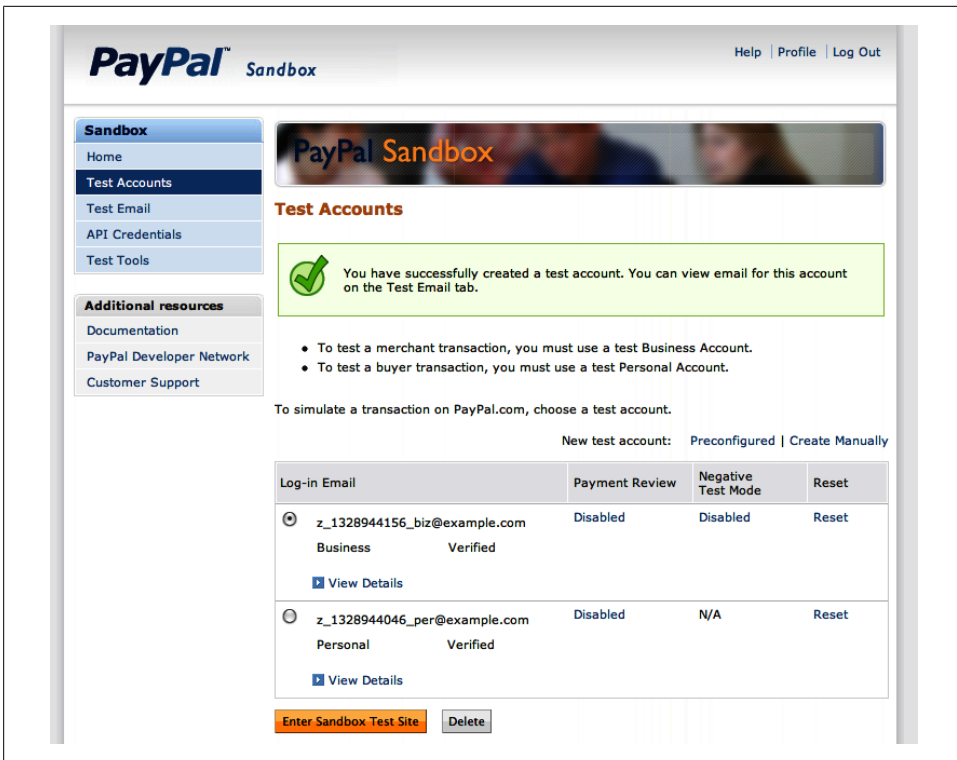 PayPal™ Sandbox
Help | Profile | Log Out
Sandbox
Home
Test Accounts
Test Email
API Credentials
Test Tools
Additional resources
Documentation
PayPal Developer Network
Customer Support
PayPal Sandbox
Test Accounts
You have successfully created a test account. You can view email for this account
on the Test Email tab.
• To test a merchant transaction, you must use a test Business Account.
• To test a buyer transaction, you must use a test Personal Account.
To simulate a transaction on PayPal.com, choose a test account.
New test account: Preconfigured | Create Manually
Log-in Email Payment Review Negative Test Mode Reset
z_1328944156_biz@example.com Disabled Disabled Reset
Business Verified
View Details
z_1328944046_per@example.com Disabled N/A Reset
Personal Verified
View Details
Enter Sandbox Test Site Delete